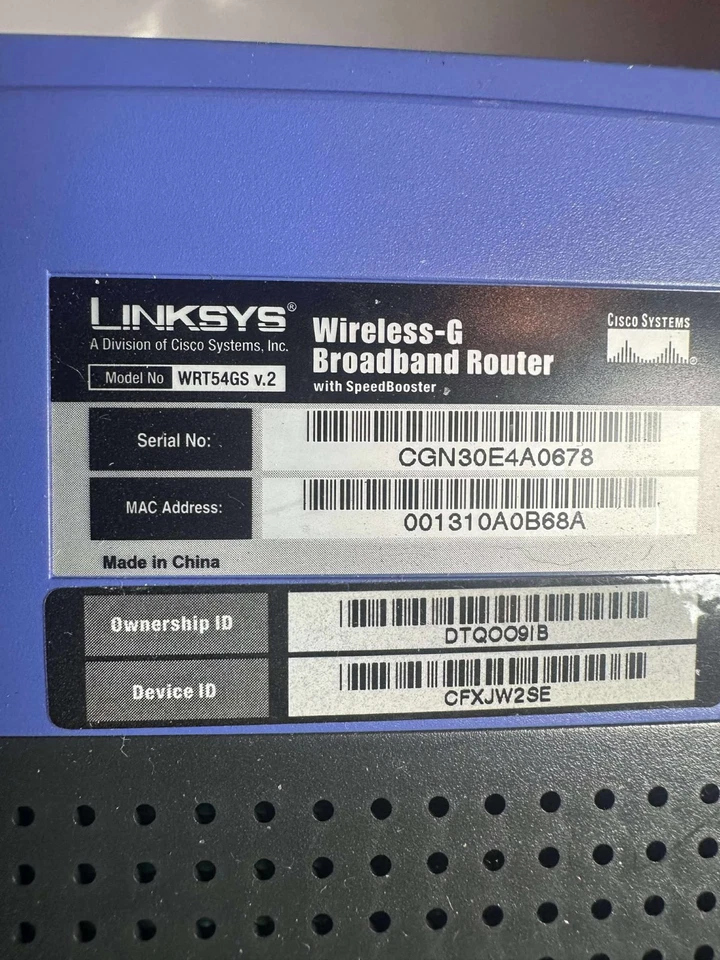 LINKSYS®
A Division of Cisco Systems, Inc.
Model No WRT54GS v.2
Wireless-G
Broadband Router
with SpeedBooster
CISCO SYSTEMS
®
Serial No:
CGN30E4A0678
MAC Address:
001310A0B68A
Made in China
Ownership ID
DTQ009IB
Device ID
CFXJW2SE